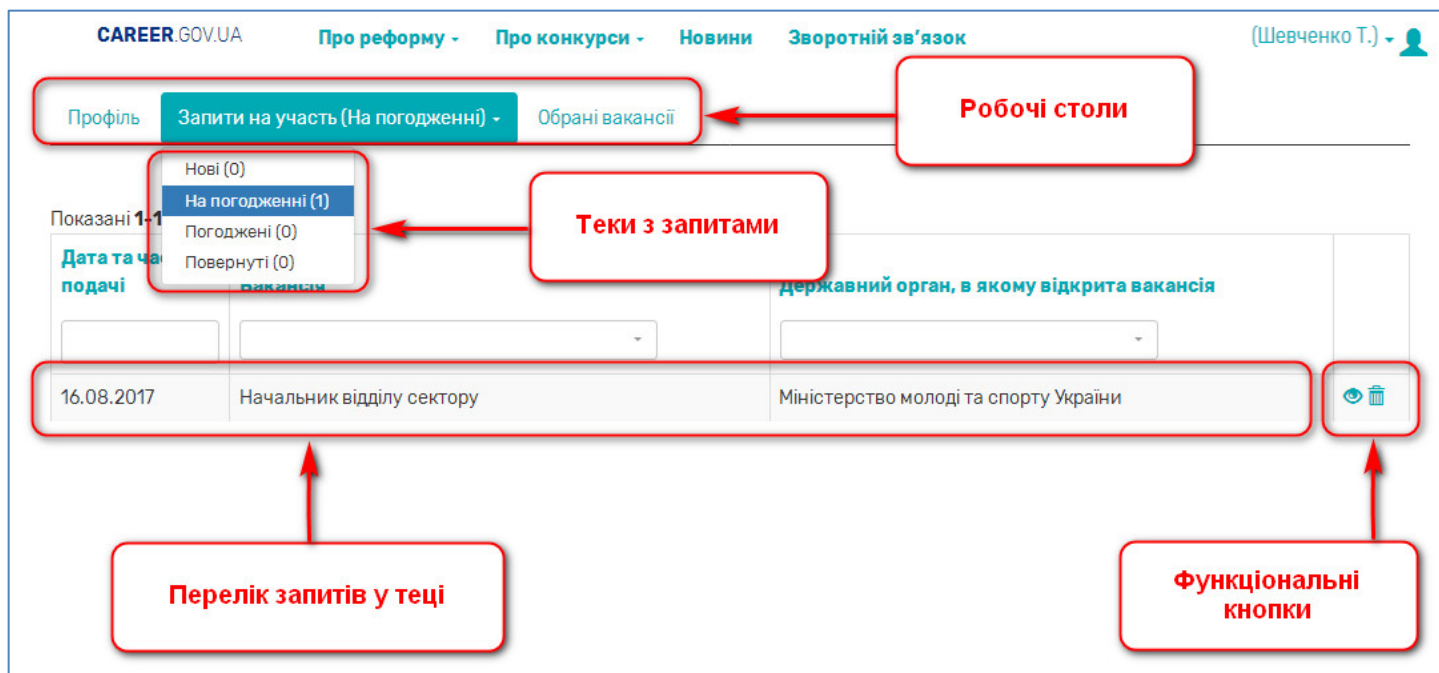 CAREER.GOV.UA Про реформу Про конкурси Новини Зворотній зв’язок (Шевченко Т.)
Профіль Запити на участь (На погодженні) Обрані вакансії
Робочі столи
Нові (0)
На погодженні (1)
Погоджені (0)
Повернуті (0)
Теки з запитами
Показані 1-1
Дата та
подачі
Вакансія
Державний орган, в якому відкрита вакансія
16.08.2017 Начальник відділу сектору Міністерство молоді та спорту України
Перелік запитів у теці
Функціональні
кнопки